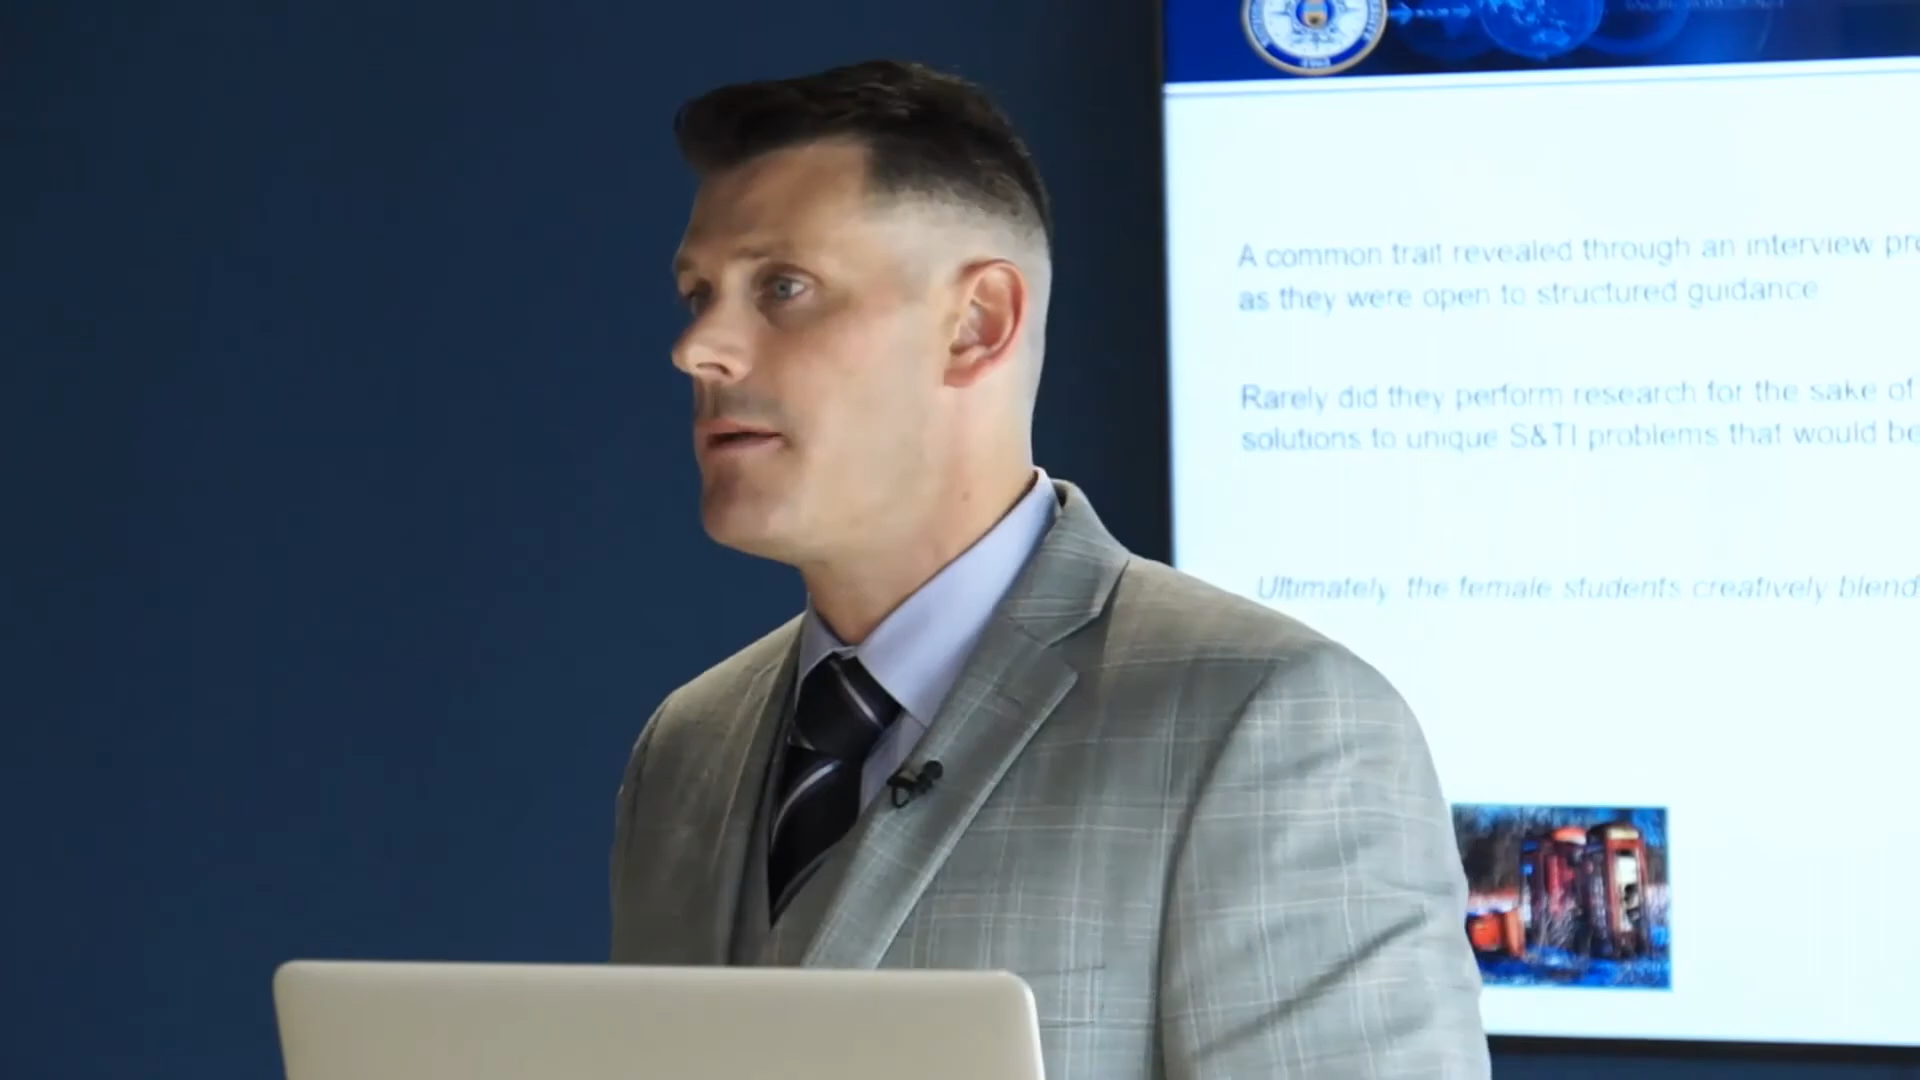 A common trait revealed through an interview
as they were open to structured guidance
Rarely did they perform research for the sake of
solutions to unique S&TI problems that would be
Ultimately, the female students creatively blend